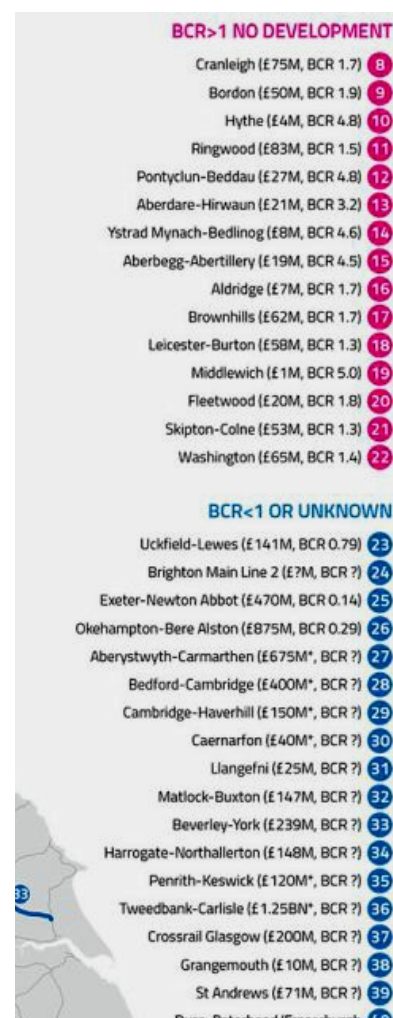 BCR>1 NO DEVELOPMENT
Cranleigh (£75M, BCR 1.7) 8
Bordon (£50M, BCR 1.9) 9
Hythe (£4M, BCR 4.8) 10
Ringwood (£83M, BCR 1.5) 11
Pontyclun-Beddau (£27M, BCR 4.8) 12
Aberdare-Hirwaun (£21M, BCR 3.2) 13
Ystrad Mynach-Bedlinog (£8M, BCR 4.6) 14
Aberbegg-Abertillery (£19M, BCR 4.5) 15
Aldridge (£7M, BCR 1.7) 16
Brownhills (£62M, BCR 1.7) 17
Leicester-Burton (£58M, BCR 1.3) 18
Middlewich (£1M, BCR 5.0) 19
Fleetwood (£20M, BCR 1.8) 20
Skipton-Colne (£53M, BCR 1.3) 21
Washington (£65M, BCR 1.4) 22
BCR<1 OR UNKNOWN
Uckfield-Lewes (£141M, BCR 0.79) 23
Brighton Main Line 2 (£?M, BCR ?) 24
Exeter-Newton Abbot (£470M, BCR 0.14) 25
Okehampton-Bere Alston (£875M, BCR 0.29) 26
Aberystwyth-Carmarthen (£675M*, BCR ?) 27
Bedford-Cambridge (£400M*, BCR ?) 28
Cambridge-Haverhill (£150M*, BCR ?) 29
Caernarfon (£40M*, BCR ?) 30
Llangefni (£25M, BCR ?) 31
Matlock-Buxton (£147M, BCR ?) 32
Beverley-York (£239M, BCR ?) 33
Harrogate-Northallerton (£148M, BCR ?) 34
Penrith-Keswick (£120M*, BCR ?) 35
33
Tweedbank-Carlisle (£1.25BN*, BCR ?) 36
Crossrail Glasgow (£200M, BCR ?) 37
Grangemouth (£10M, BCR ?) 38
St Andrews (£71M, BCR ?) 39